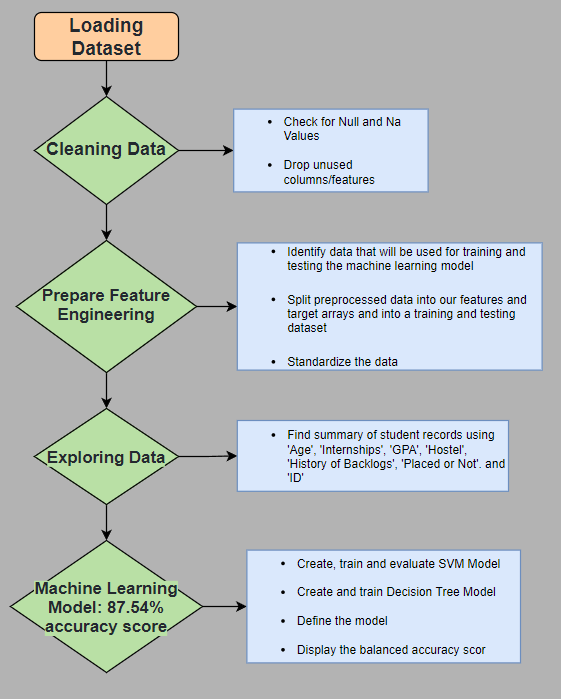 Loading
Dataset
Cleaning Data
• Check for Null and Na
Values
• Drop unused
columns/features
Prepare Feature
Engineering
• Identify data that will be used for training and
testing the machine learning model
• Split preprocessed data into our features and
target arrays and into a training and testing
dataset
• Standardize the data
Exploring Data
• Find summary of student records using
'Age', 'Internships', 'GPA', 'Hostel',
'History of Backlogs', 'Placed or Not'. and
'ID'
Machine Learning
Model: 87.54%
accuracy score
• Create, train and evaluate SVM Model
• Create and train Decision Tree Model
• Define the model
• Display the balanced accuracy scor